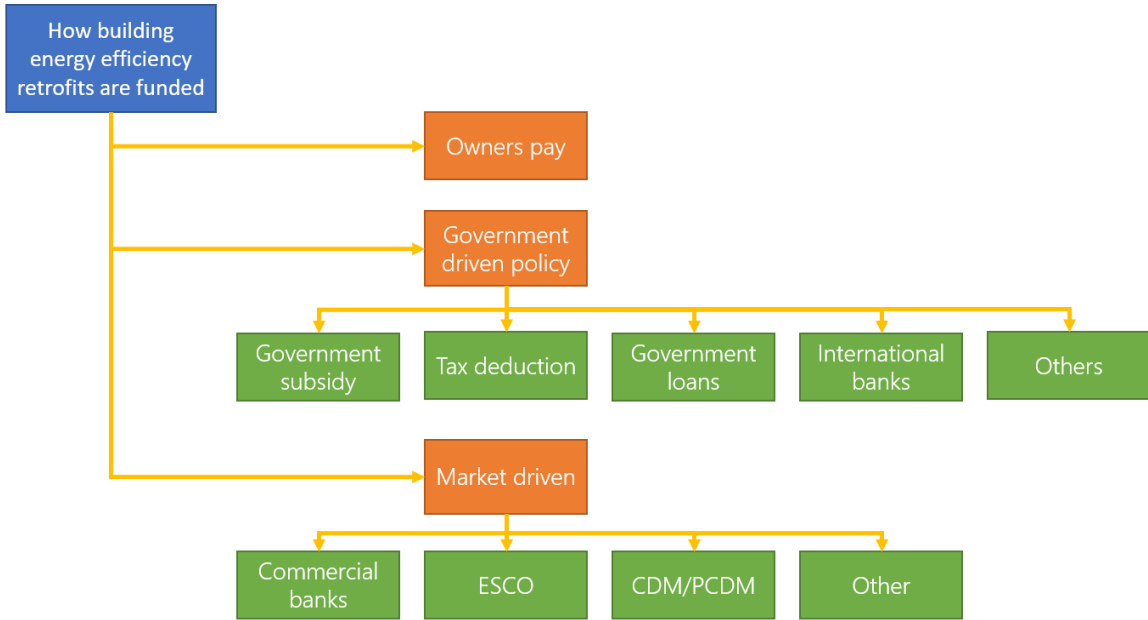 How building
energy efficiency
retrofits are funded
Owners pay
Government
driven policy
Government
subsidy
Tax deduction
Government
loans
International
banks
Others
Market driven
Commercial
banks
ESCO
CDM/PCDM
Other